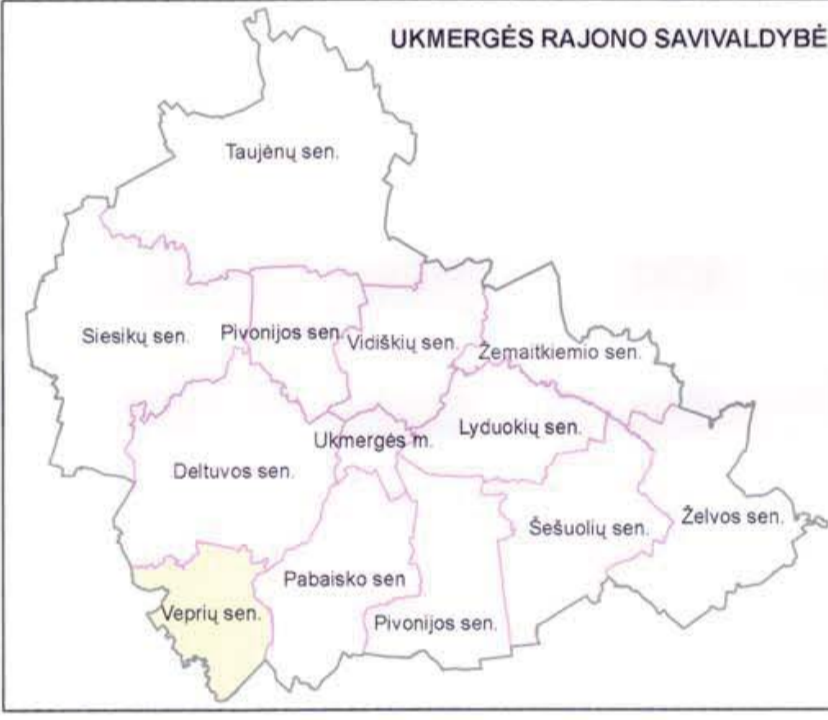 UKMERGĖS RAJONO SAVIVALDYBĖ
Taujėnų sen.
Siesikų sen.
Pivonijos sen.
Vidiškių sen.
Žemaitkiemio sen.
Ukmergės m.
Lyduokių sen.
Deltuvos sen.
Šešuolių sen.
Želvos sen.
Pabaisko sen
Veprių sen.
Pivonijos sen.